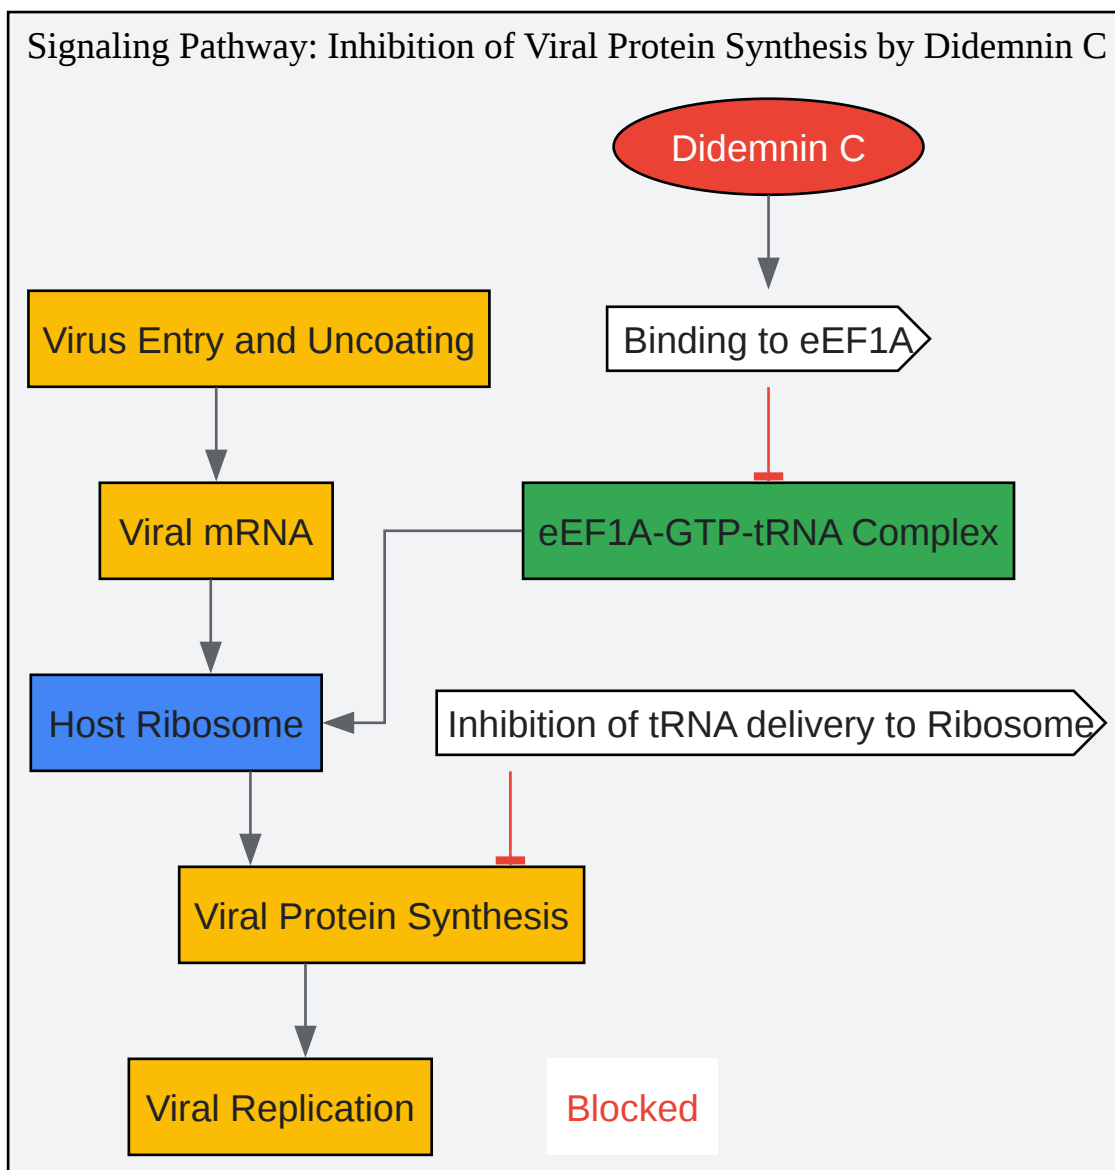 Signaling Pathway: Inhibition of Viral Protein Synthesis by Didemnin C
Didemnin C
Virus Entry and Uncoating
Binding to eEF1A
Viral mRNA
eEF1A-GTP-tRNA Complex
Host Ribosome
Inhibition of tRNA delivery to Ribosome
Viral Protein Synthesis
Viral Replication
Blocked